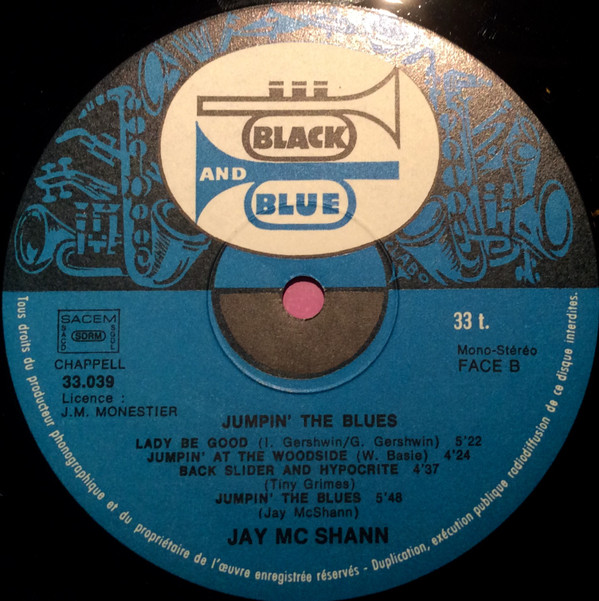 BLACK
AND
BLUE
SACEM
SACD SDRM SGDL
CHAPPELL
33.039
Licence :
J.M. MONESTIER
33 t.
Mono-Stéréo
FACE B
JUMPIN' THE BLUES
LADY BE GOOD (I. Gershwin/G. Gershwin) 5'22
JUMPIN' AT THE WOODSIDE (W. Basie) 4'24
BACK SLIDER AND HYPOCRITE 4'37
(Tiny Grimes)
JUMPIN' THE BLUES 5'48
(Jay McShann)
JAY MC SHANN
Tous droits du producteur phonographique et du propriétaire de l'œuvre enregistrée réservés - Duplication, exécution publique radiodiffusion de ce disque interdites.